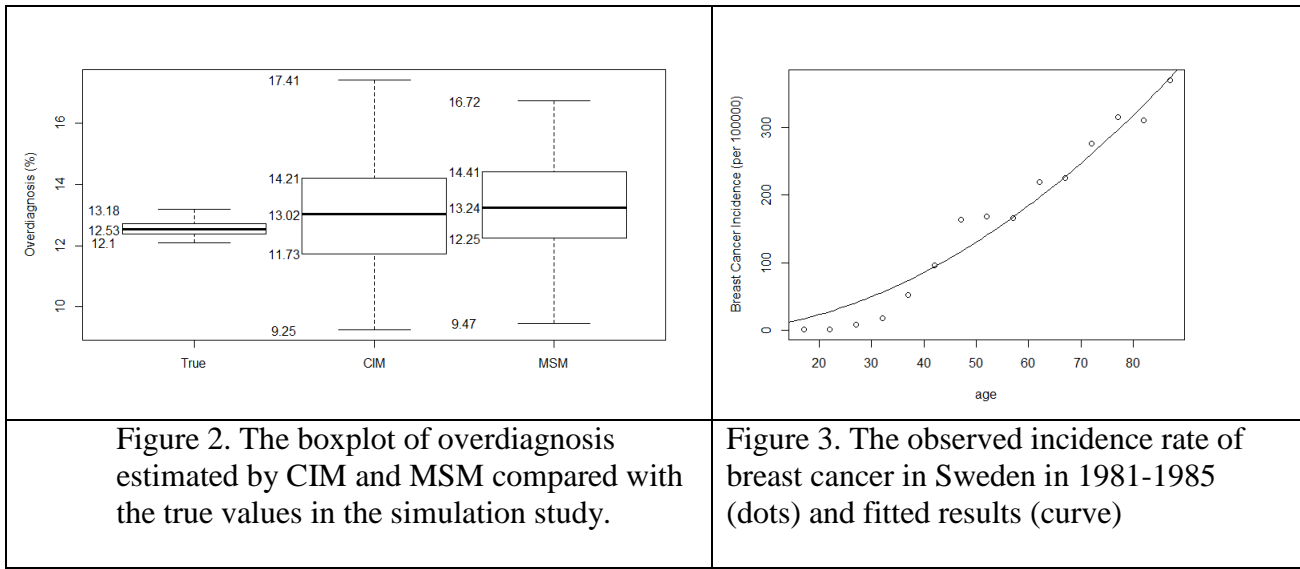 Overdiagnosis (%)
16
14
12
10
17.41
16.72
14.21
14.41
13.18
13.02
13.24
12.53
12.1
12.25
11.73
9.25
9.47
True
CIM
MSM
Figure 2. The boxplot of overdiagnosis
estimated by CIM and MSM compared with
the true values in the simulation study.
Breast Cancer Incidence (per 100000)
300
200
100
0
20 30 40 50 60 70 80
age
Figure 3. The observed incidence rate of
breast cancer in Sweden in 1981-1985
(dots) and fitted results (curve)